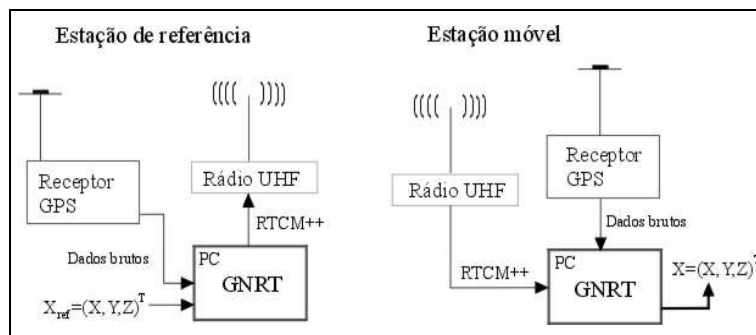 Estação de referência
Receptor
GPS
Rádio UHF
RTCM++
Dados brutos
PC
GNRT
Xref=(X, Y,Z)T
Estação móvel
Rádio UHF
Receptor
GPS
Dados brutos
RTCM++
PC
GNRT
X=(X, Y,Z)T